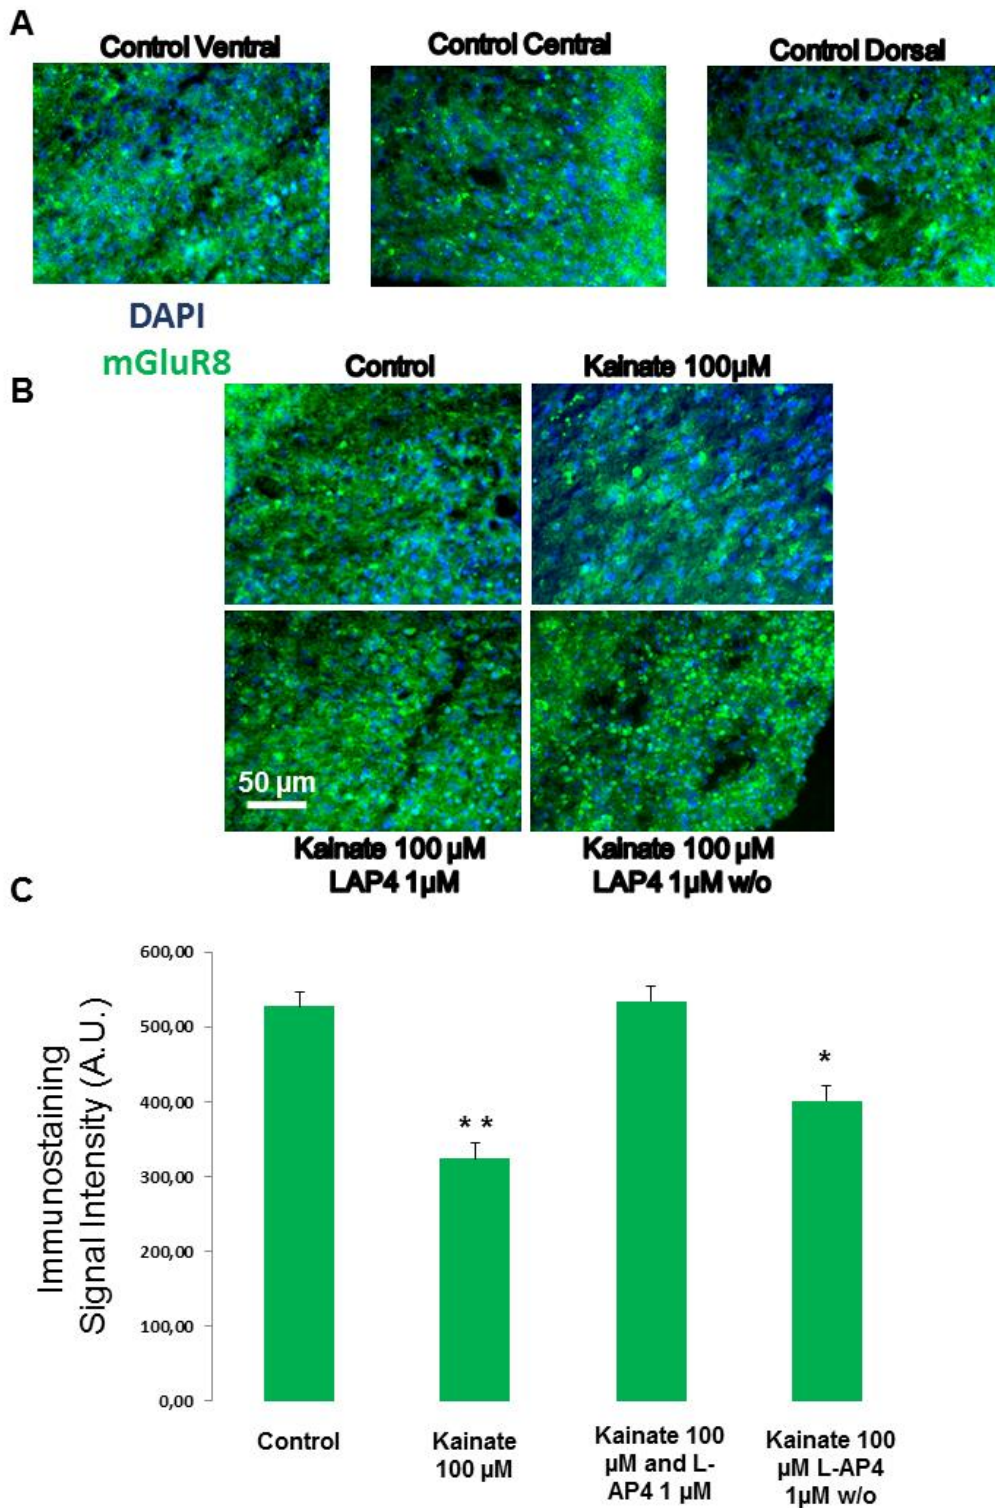 A
Control Ventral
Control Central
Control Dorsal
DAPI
mGluR8
B
Control
Kainate 100µM
50 µm
Kainate 100 µM
LAP4 1µM
Kainate 100 µM
LAP4 1µM w/o
C
Immunostaining
Signal Intensity (A.U.)
600,00
500,00
400,00
300,00
200,00
100,00
0,00
* *
*
Control
Kainate
100 µM
Kainate 100
µM and L-
AP4 1 µM
Kainate 100
µM L-AP4
1µM w/o